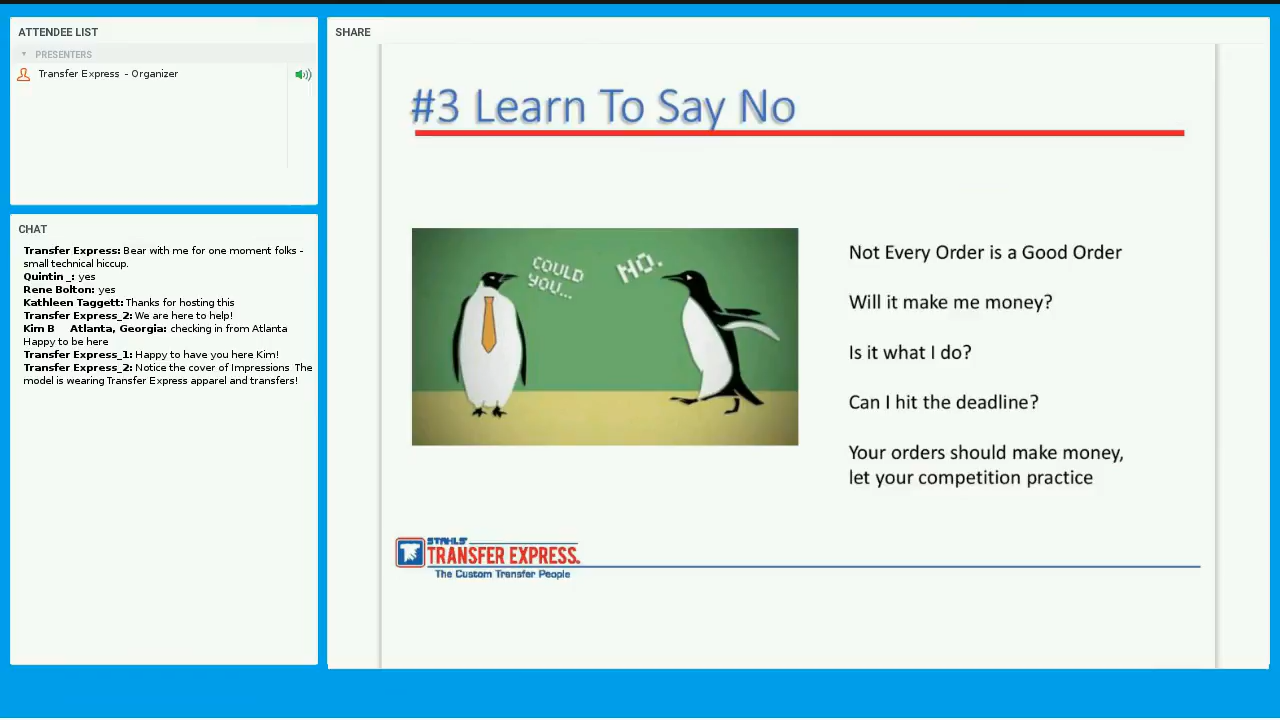 ATTENDEE LIST
PRESENTERS
Transfer Express - Organizer
CHAT
Transfer Express: Bear with me for one moment folks -
small technical hiccup.
Quintin_: yes
Rene Bolton: yes
Kathleen Taggett: Thanks for hosting this
Transfer Express_2: We are here to help!
Kim B Atlanta, Georgia: checking in from Atlanta
Happy to be here
Transfer Express_1: Happy to have you here Kim!
Transfer Express_2: Notice the cover of Impressions The
model is wearing Transfer Express apparel and transfers!
SHARE
#3 Learn To Say No
COULD
YOU...
NO.
Not Every Order is a Good Order
Will it make me money?
Is it what I do?
Can I hit the deadline?
Your orders should make money,
let your competition practice
STAHLS'
TRANSFER EXPRESS.
The Custom Transfer People